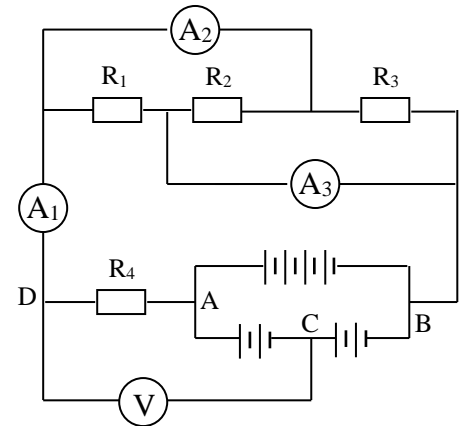 A₂
R₁ R₂ R₃
A₃
A₁
R₄
D A C B
V